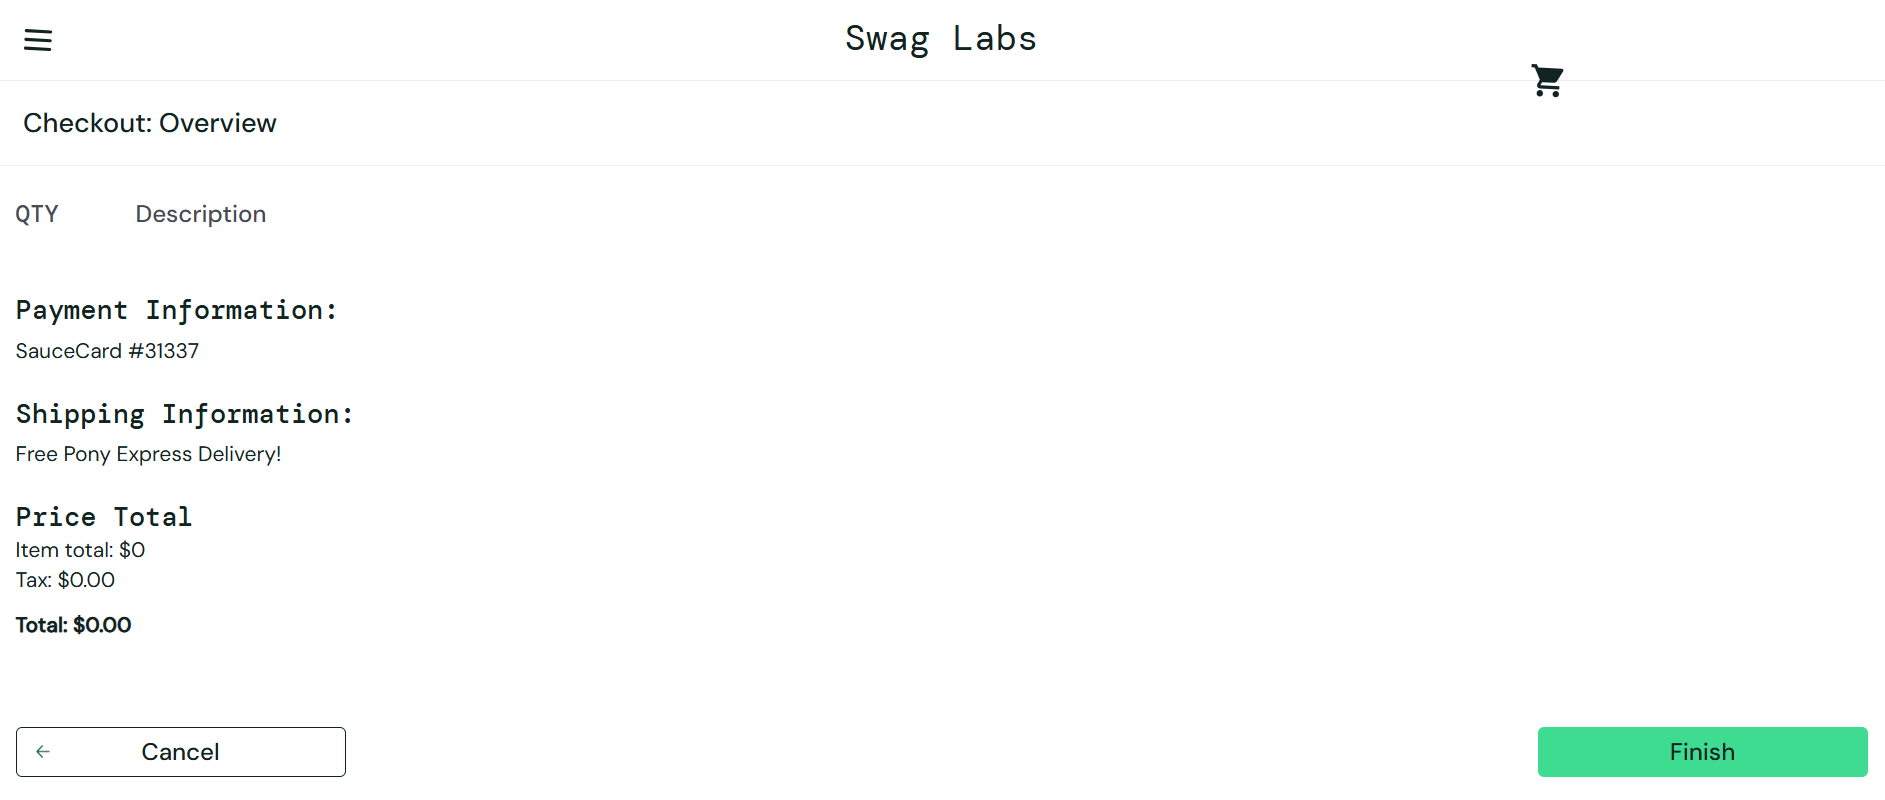 Swag Labs
Checkout: Overview
QTY Description
Payment Information:
SauceCard #31337
Shipping Information:
Free Pony Express Delivery!
Price Total
Item total: $0
Tax: $0.00
Total: $0.00
Cancel
Finish